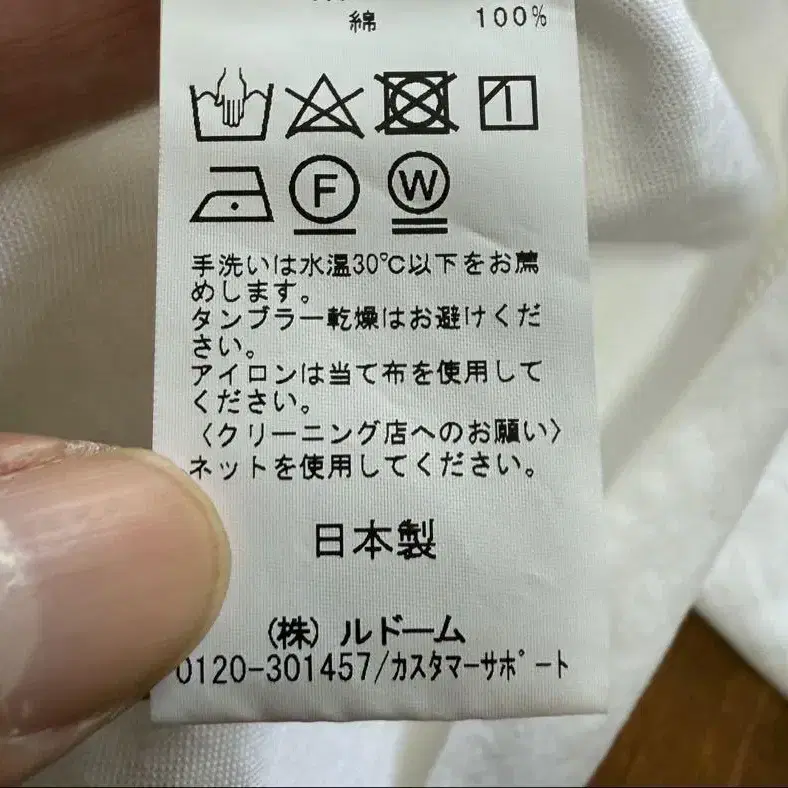 綿 100%
F W
手洗いは水温30℃以下をお薦
めします。
タンブラー乾燥はお避けくだ
さい。
アイロンは当て布を使用して
ください。
〈クリーニング店へのお願い〉
ネットを使用してください。
日本製
(株) ルドーム
0120-301457/カスタマーサポート